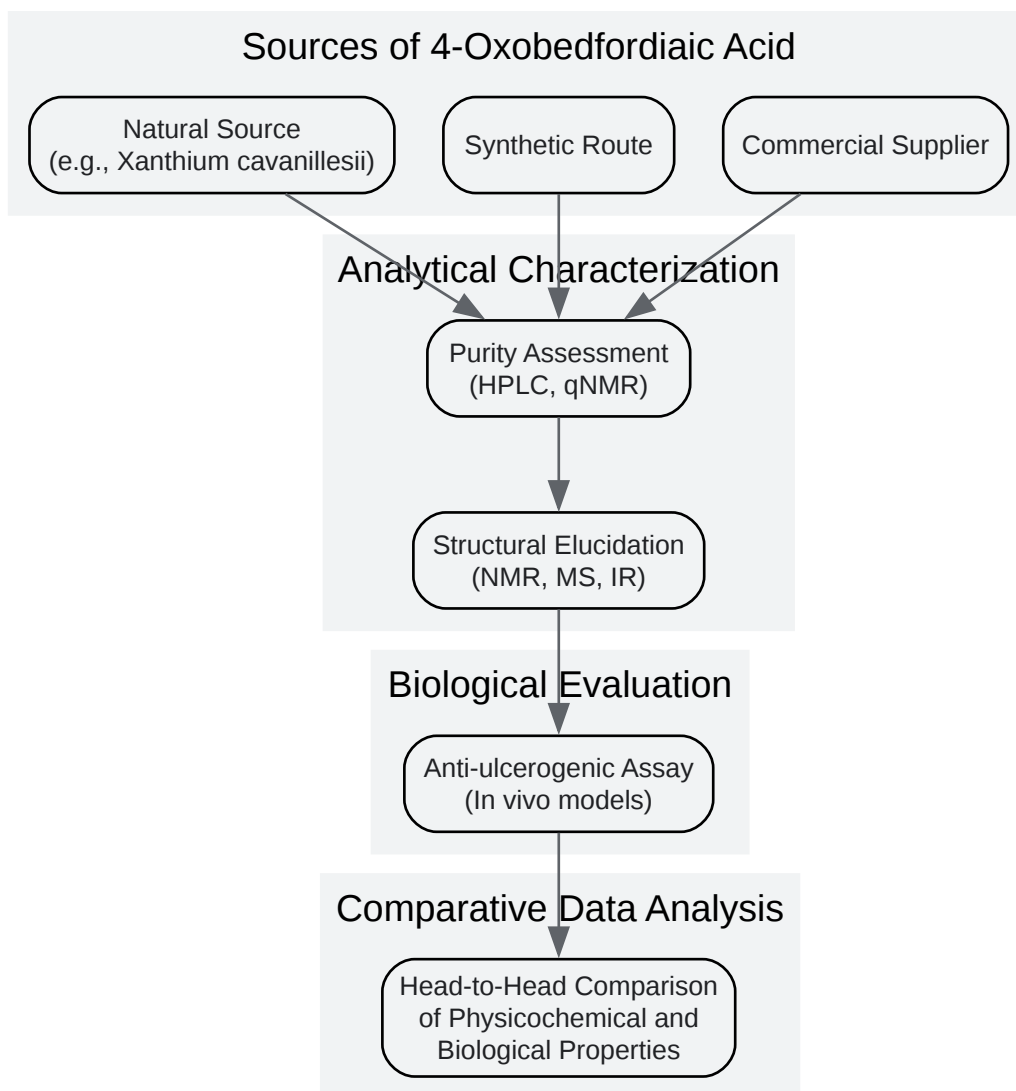 Sources of 4-Oxobedfordiaic Acid
Natural Source
(e.g., Xanthium cavanillesii)
Synthetic Route
Commercial Supplier
Analytical Characterization
Purity Assessment
(HPLC, qNMR)
Structural Elucidation
(NMR, MS, IR)
Biological Evaluation
Anti-ulcerogenic Assay
(In vivo models)
Comparative Data Analysis
Head-to-Head Comparison
of Physicochemical and
Biological Properties